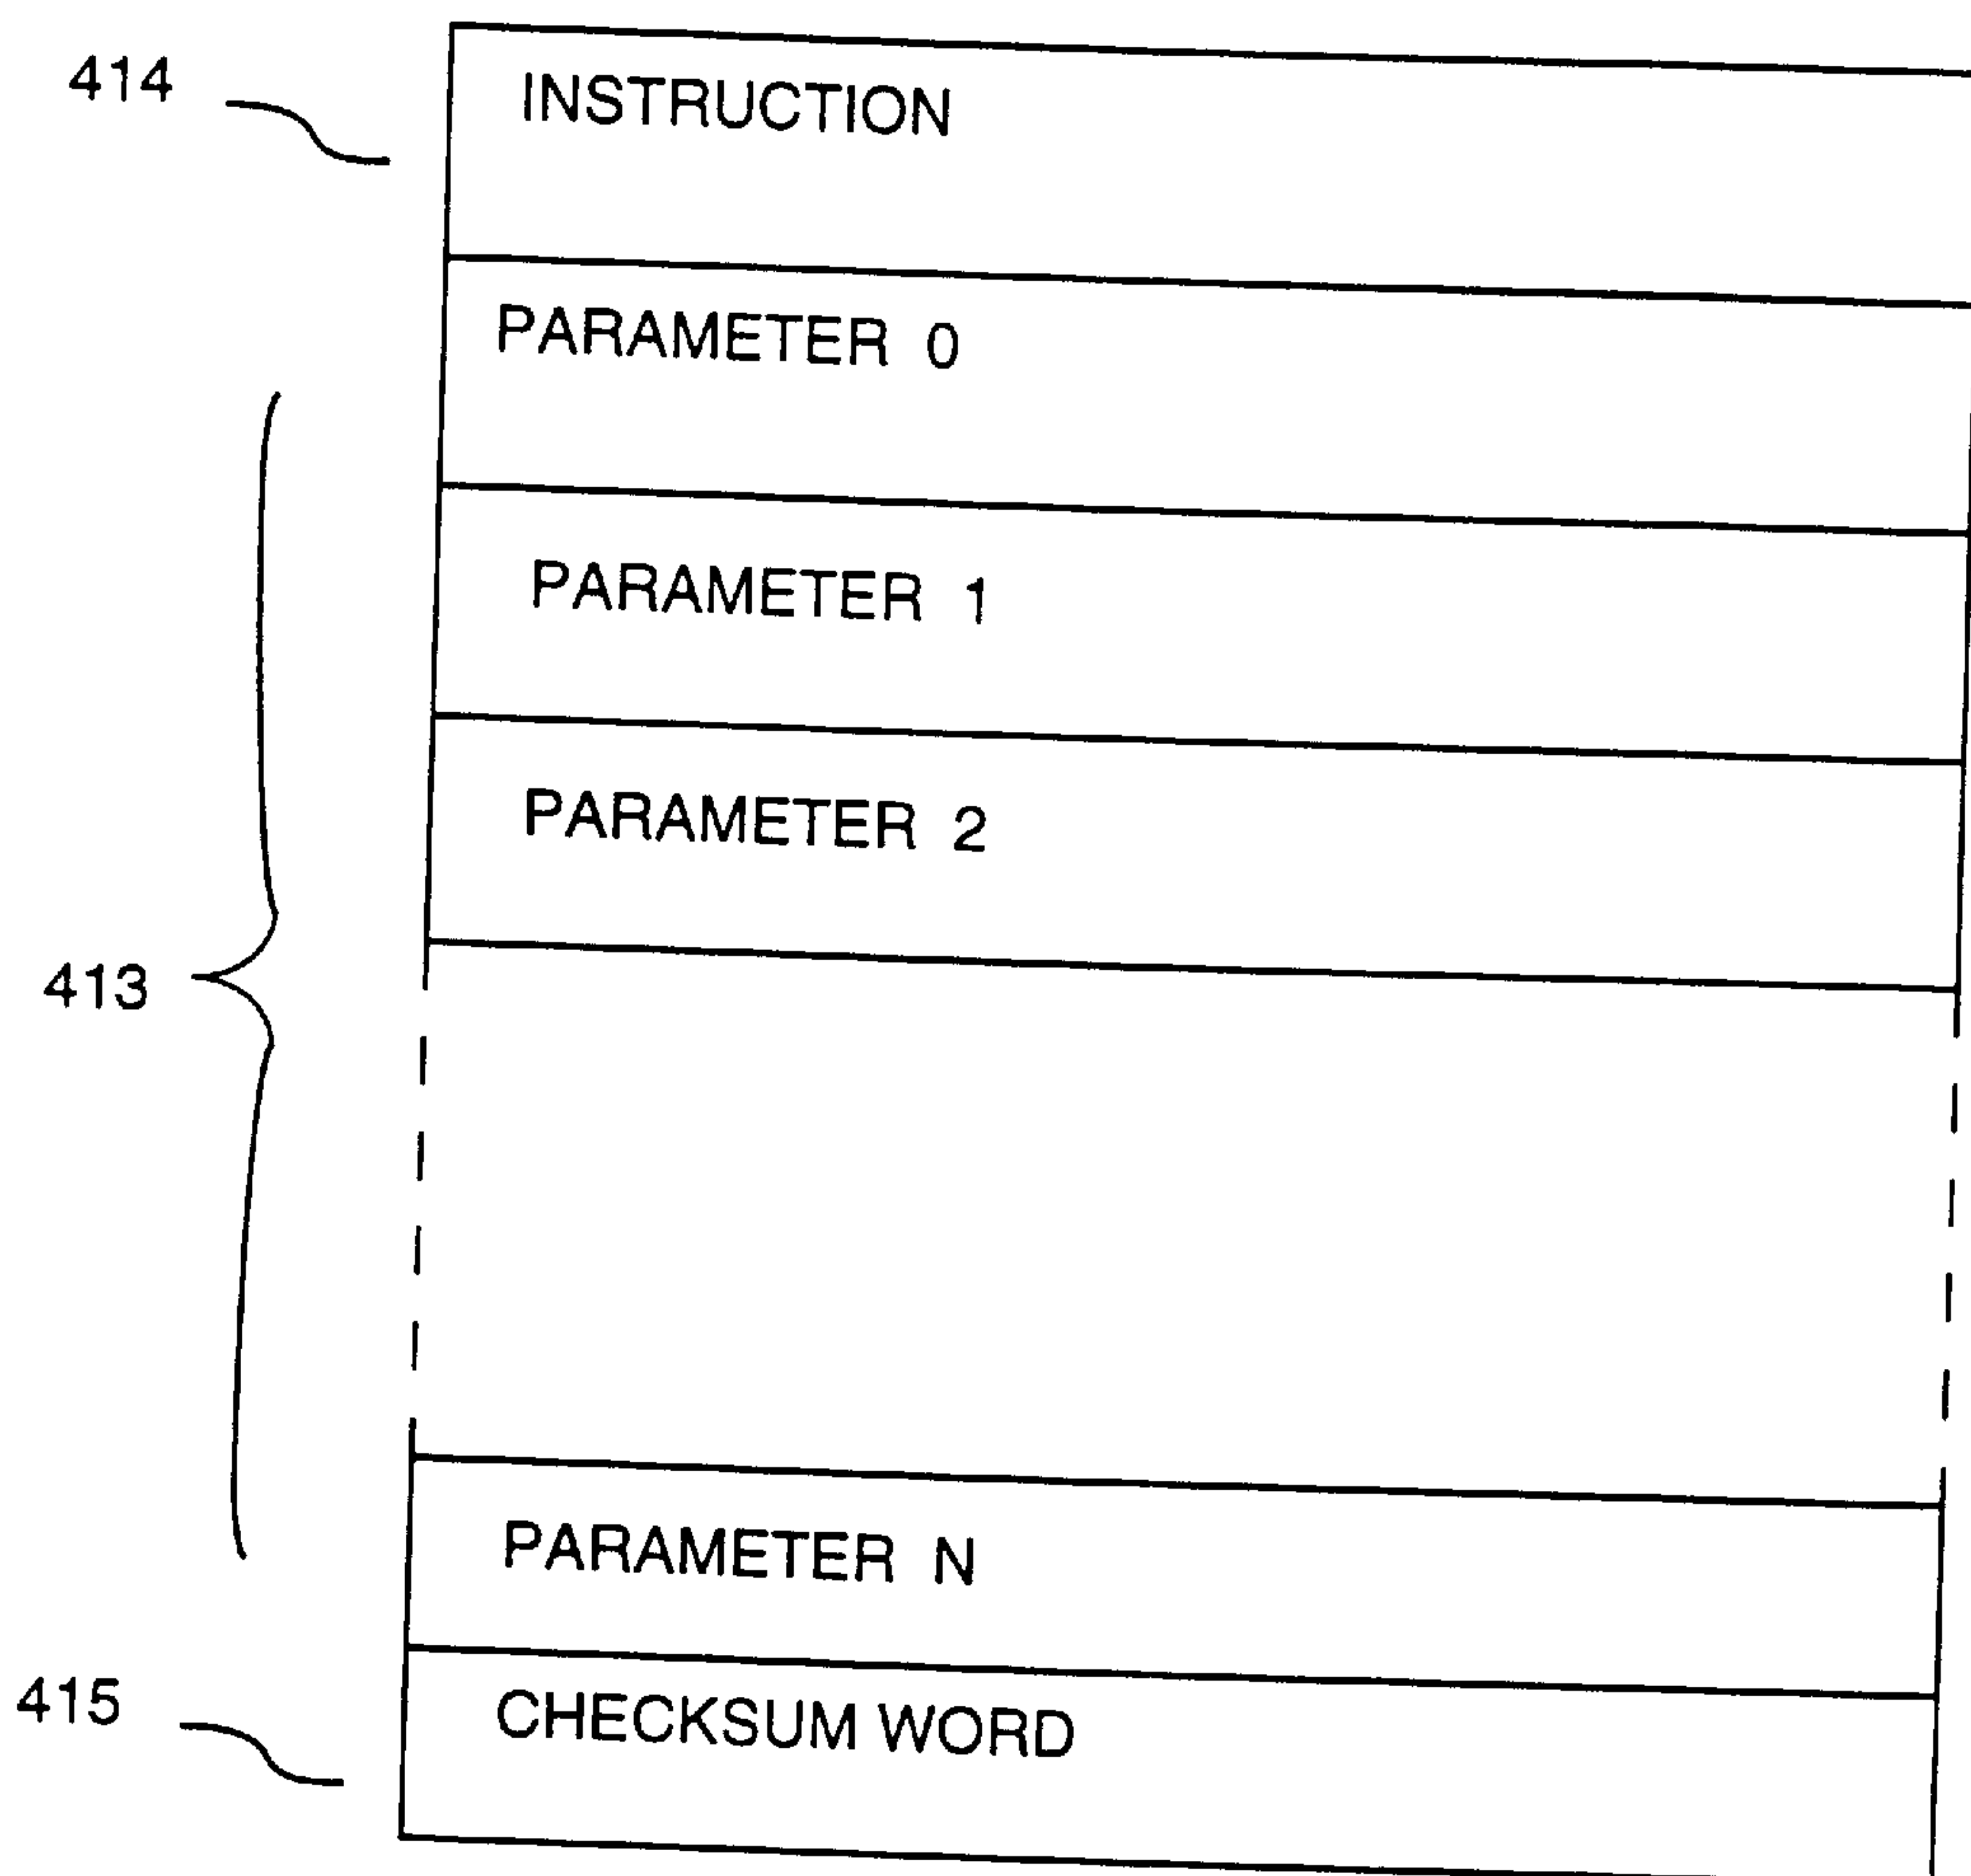 414
INSTRUCTION
PARAMETER 0
PARAMETER 1
PARAMETER 2
413
PARAMETER N
415
CHECKSUM WORD